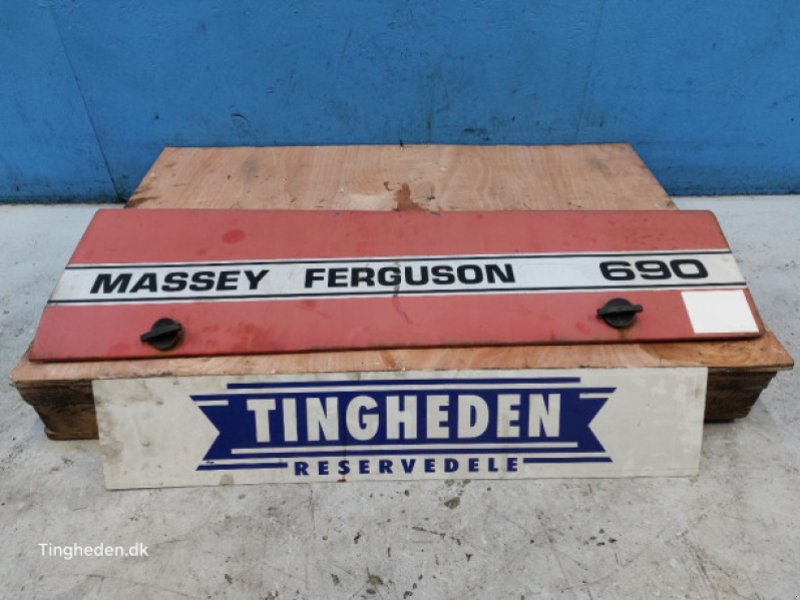 MASSEY FERGUSON 690
TINGHEDEN
RESERVEDELE
Tingheden.dk